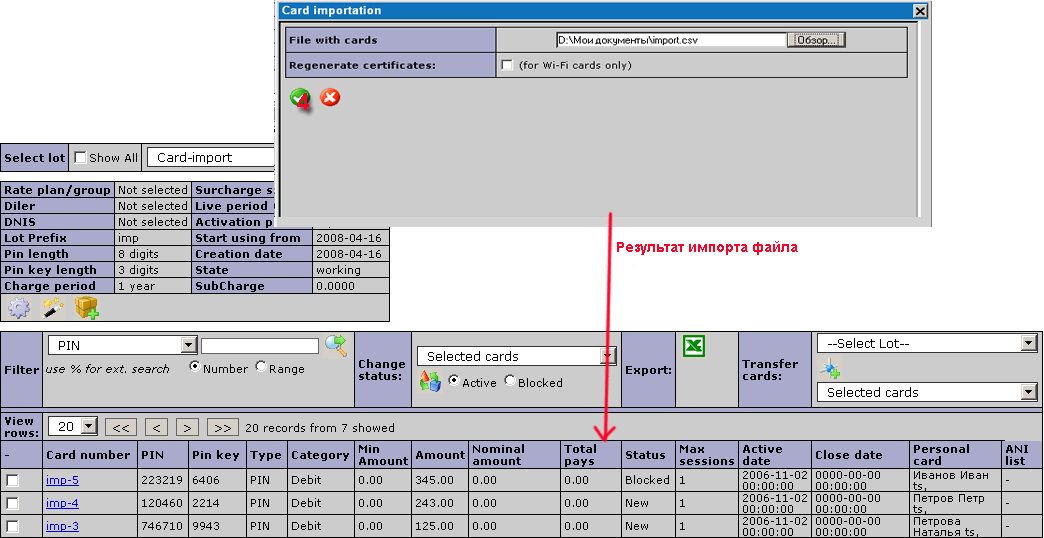 Card importation
File with cards D:\Мои документы\import.csv Обзор...
Regenerate certificates: (for Wi-Fi cards only)
4
Select lot Show All Card-import
Rate plan/group Not selected Surcharge s
Diler Not selected Live period
DNIS Not selected Activation p
Lot Prefix imp Start using from 2008-04-16
Pin length 8 digits Creation date 2008-04-16
Pin key length 3 digits State working
Charge period 1 year SubCharge 0.0000
Результат импорта файла
Filter PIN
use % for ext. search Number Range
Change status: Selected cards
Active Blocked
Export:
Transfer cards: --Select Lot--
Selected cards
View rows: 20 << < > >> 20 records from 7 showed
- Card number PIN Pin key Type Category Min Amount Amount Nominal amount Total pays Status Max sessions Active date Close date Personal card ANI list
imp-5 223219 6406 PIN Debit 0.00 345.00 0.00 0.00 Blocked 1 2006-11-02 00:00:00 0000-00-00 00:00:00 Иванов Иван ts, -
imp-4 120460 2214 PIN Debit 0.00 243.00 0.00 0.00 New 1 2006-11-02 00:00:00 0000-00-00 00:00:00 Петров Петр ts, -
imp-3 746710 9943 PIN Debit 0.00 125.00 0.00 0.00 New 1 2006-11-02 00:00:00 0000-00-00 00:00:00 Петрова Наталья ts, -